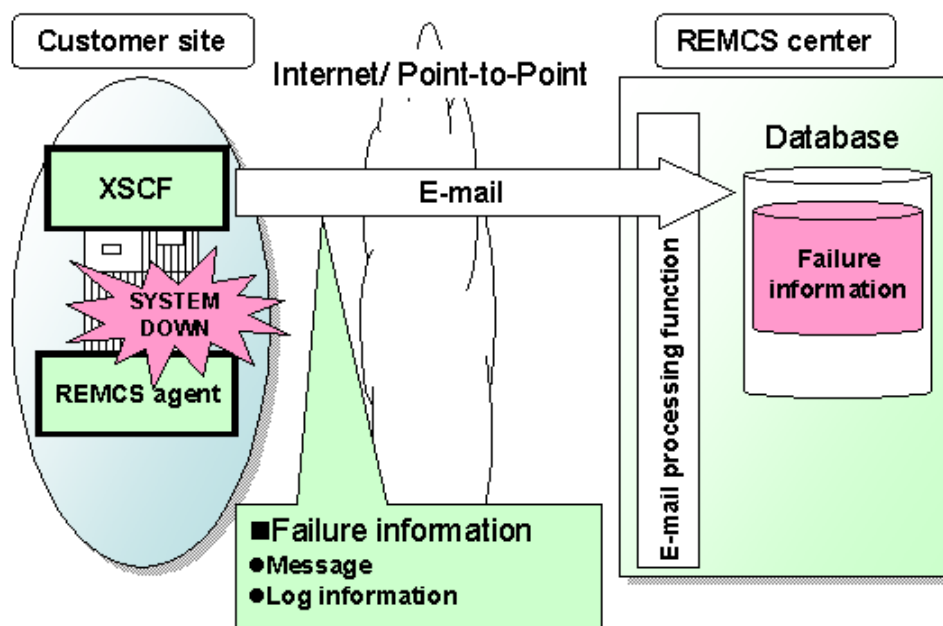 Customer site
Internet/ Point-to-Point
REMCS center
XSCF
SYSTEM
DOWN
REMCS agent
E-mail
E-mail processing function
Database
Failure
information
■Failure information
●Message
●Log information